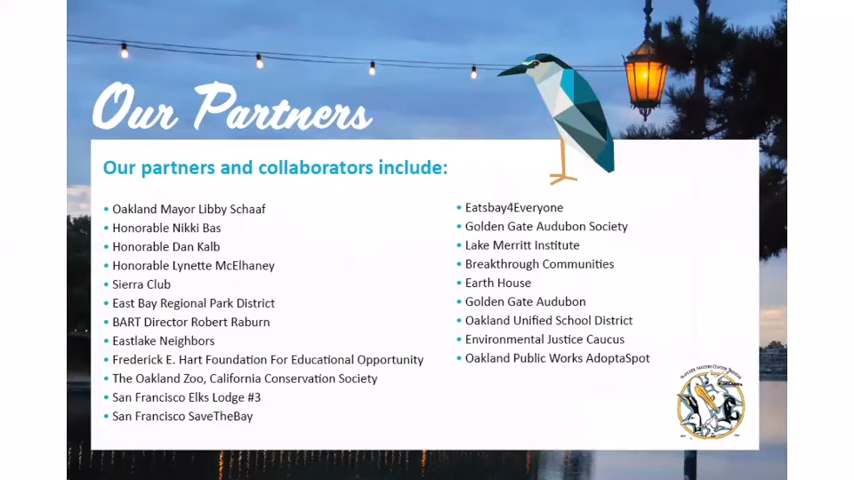 Our Partners
Our partners and collaborators include:
• Oakland Mayor Libby Schaaf
• Honorable Nikki Bas
• Honorable Dan Kalb
• Honorable Lynette McElhaney
• Sierra Club
• East Bay Regional Park District
• BART Director Robert Raburn
• Eastlake Neighbors
• Frederick E. Hart Foundation For Educational Opportunity
• The Oakland Zoo, California Conservation Society
• San Francisco Elks Lodge #3
• San Francisco SaveTheBay
• Eatsbay4Everyone
• Golden Gate Audubon Society
• Lake Merritt Institute
• Breakthrough Communities
• Earth House
• Golden Gate Audubon
• Oakland Unified School District
• Environmental Justice Caucus
• Oakland Public Works AdoptaSpot